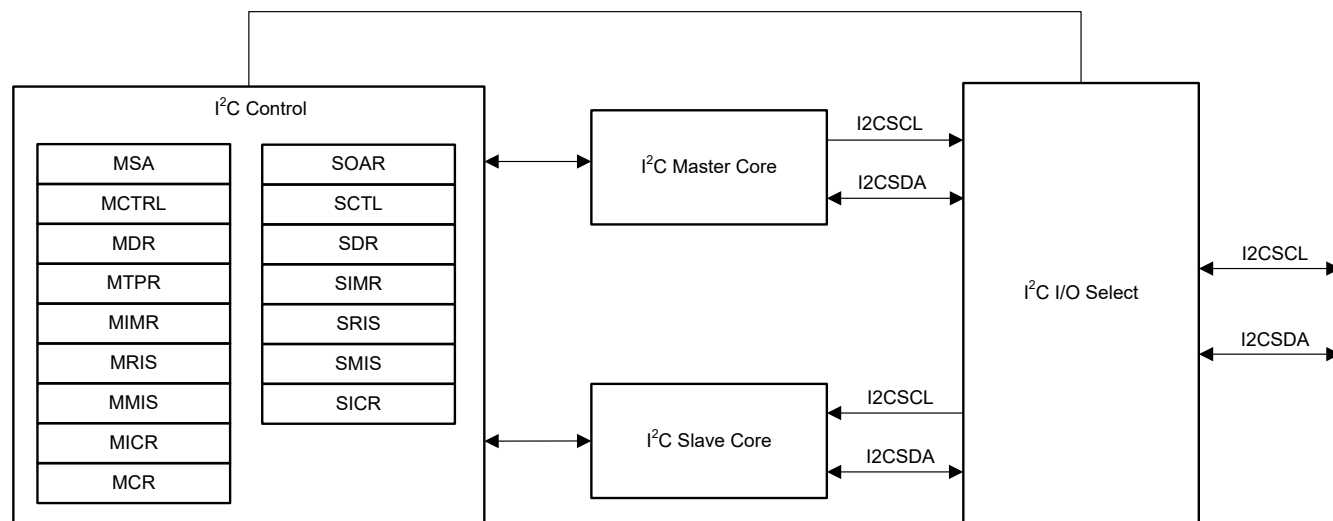 I²C Control
MSA
MCTRL
MDR
MTPR
MIMR
MRIS
MMIS
MICR
MCR
SOAR
SCTL
SDR
SIMR
SRIS
SMIS
SICR
I²C Master Core
I2CSCL
I2CSDA
I²C Slave Core
I2CSCL
I2CSDA
I²C I/O Select
I2CSCL
I2CSDA